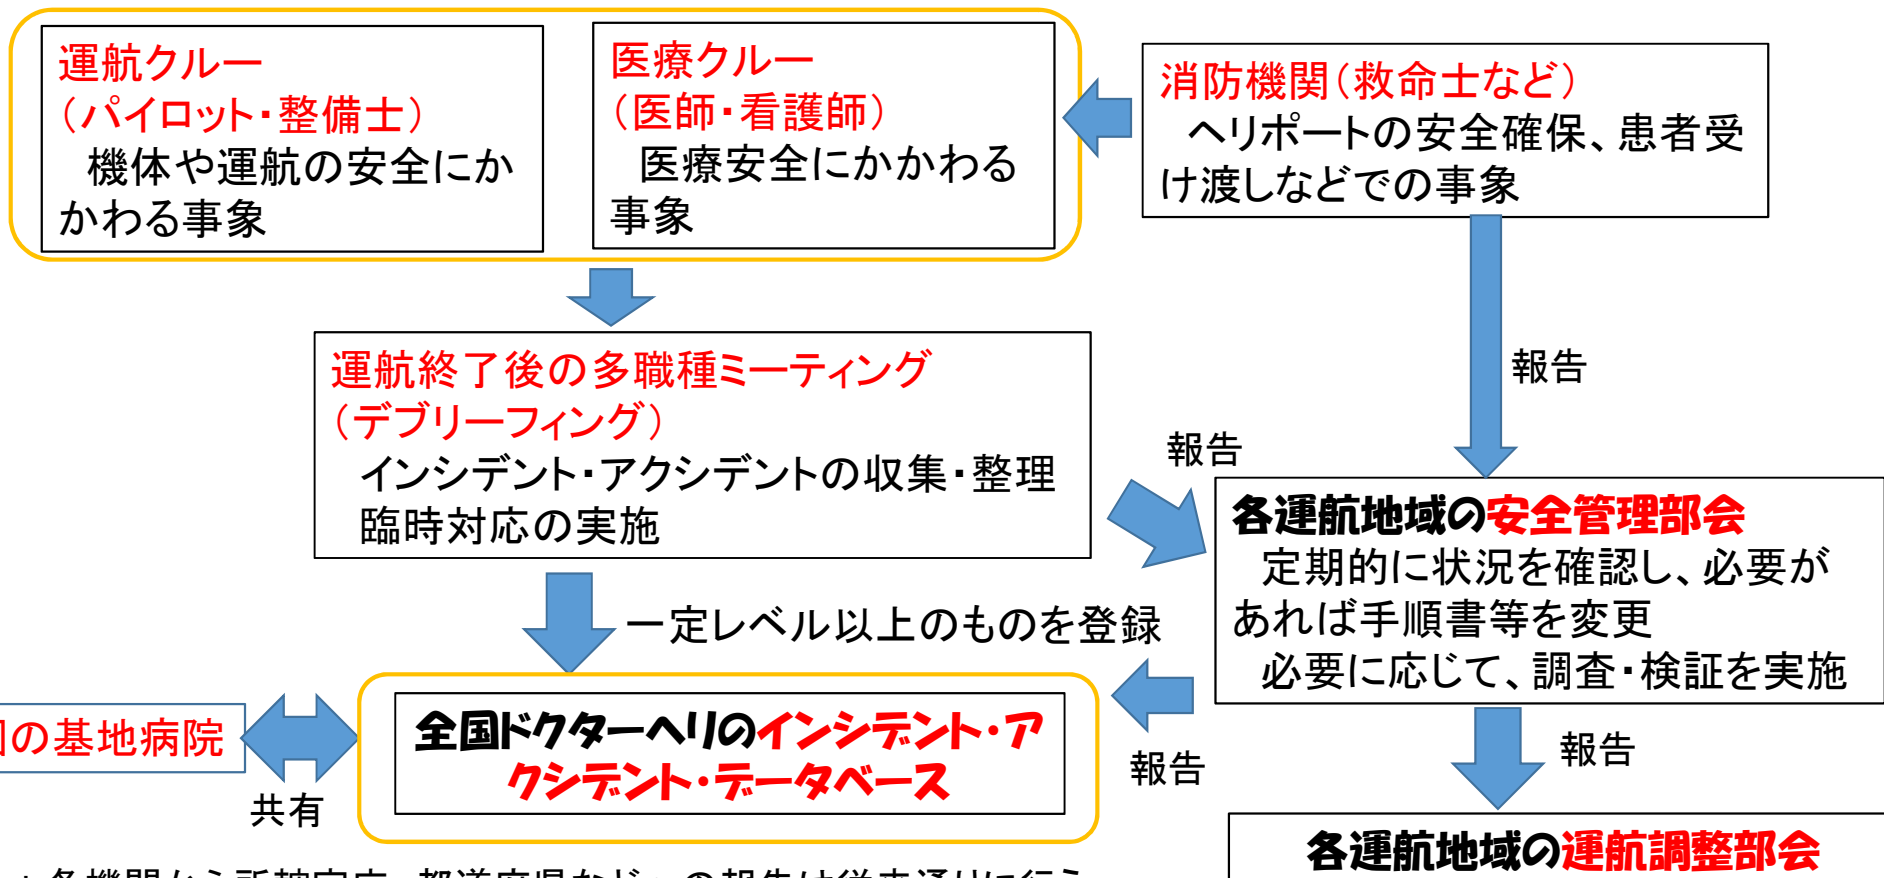 運航クルー
（パイロット・整備士）
機体や運航の安全にか
かわる事象
医療クルー
（医師・看護師）
医療安全にかかわる
事象
消防機関（救命士など）
ヘリポートの安全確保、患者受
け渡しなどでの事象
運航終了後の多職種ミーティング
（デブリーフィング）
インシデント・アクシデントの収集・整理
臨時対応の実施
報告
報告
各運航地域の安全管理部会
定期的に状況を確認し、必要が
あれば手順書等を変更
必要に応じて、調査・検証を実施
一定レベル以上のものを登録
の基地病院
共有
全国ドクターヘリのインシデント・ア
クシデント・データベース
報告
報告
各運航地域の運航調整部会